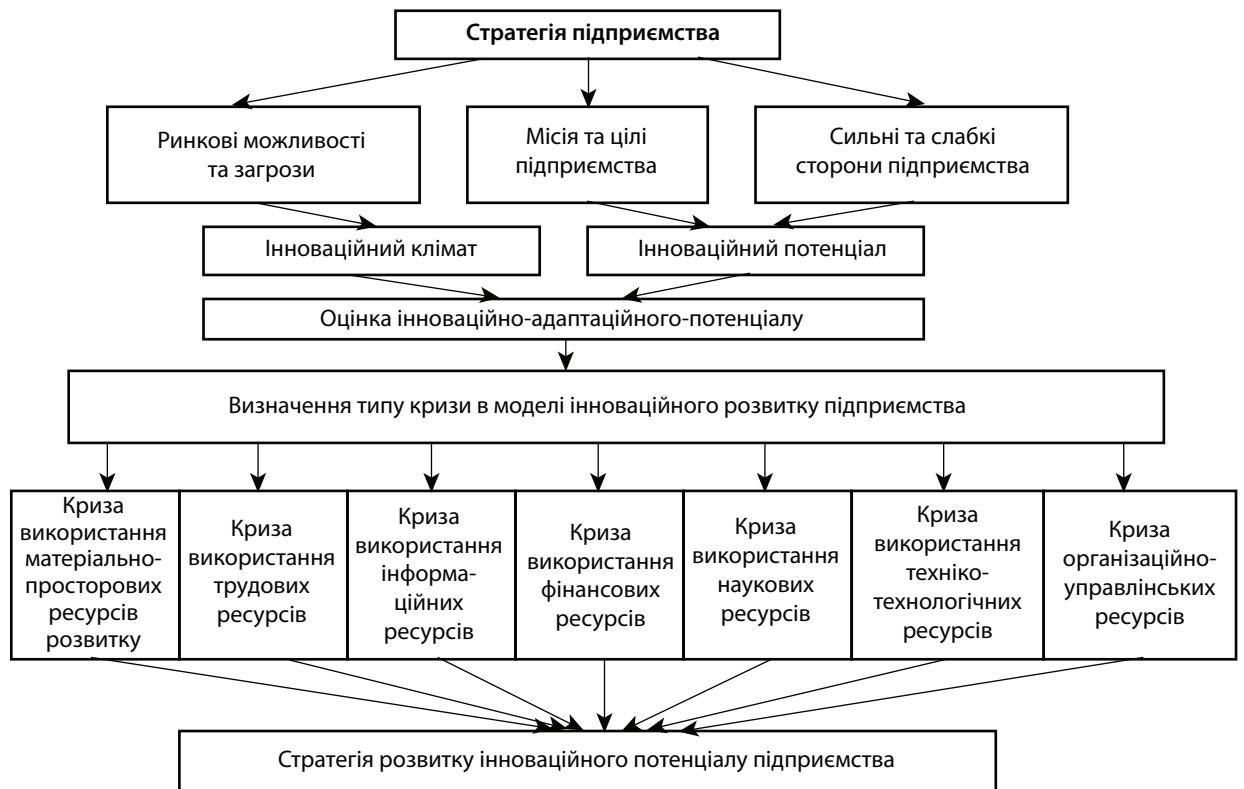 Стратегія підприємства
Ринкові можливості
та загрози
Місія та цілі
підприємства
Сильні та слабкі
сторони підприємства
Інноваційний клімат
Інноваційний потенціал
Оцінка інноваційно-адаптаційного-потенціалу
Визначення типу кризи в моделі інноваційного розвитку підприємства
Криза
використання
матеріально-
просторових
ресурсів
розвитку
Криза
використання
трудових
ресурсів
Криза
використання
інформа-
ційних
ресурсів
Криза
використання
фінансових
ресурсів
Криза
використання
наукових
ресурсів
Криза
використання
техніко-
технологічних
ресурсів
Криза
організаційно-
управлінських
ресурсів
Стратегія розвитку інноваційного потенціалу підприємства